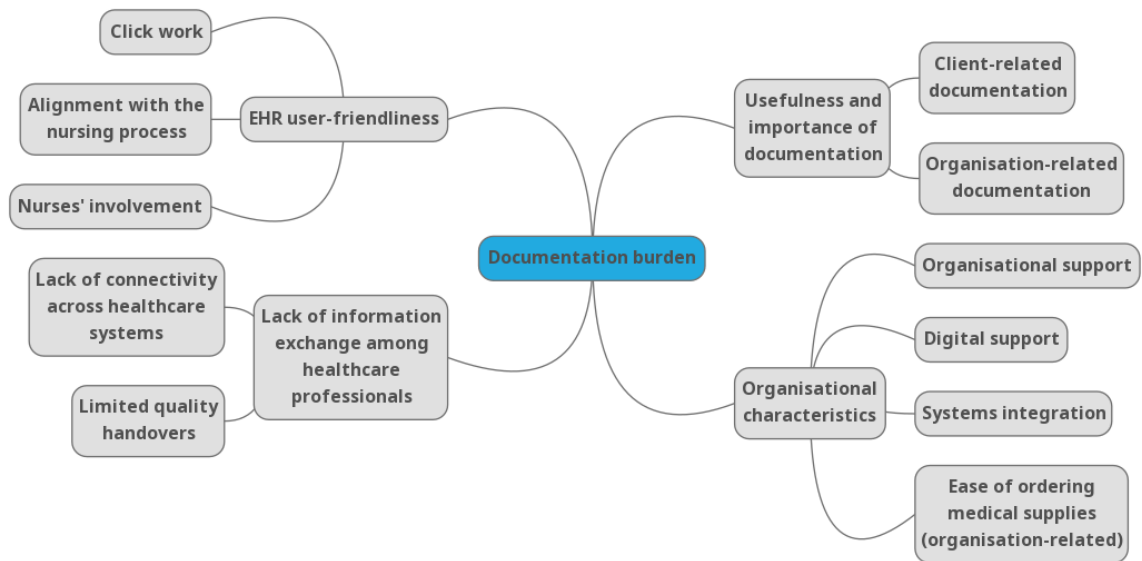 Click work
Alignment with the
nursing process
Nurses' involvement
EHR user-friendliness
Lack of connectivity
across healthcare
systems
Limited quality
handovers
Lack of information
exchange among
healthcare
professionals
Documentation burden
Usefulness and
importance of
documentation
Client-related
documentation
Organisation-related
documentation
Organisational
characteristics
Organisational support
Digital support
Systems integration
Ease of ordering
medical supplies
(organisation-related)